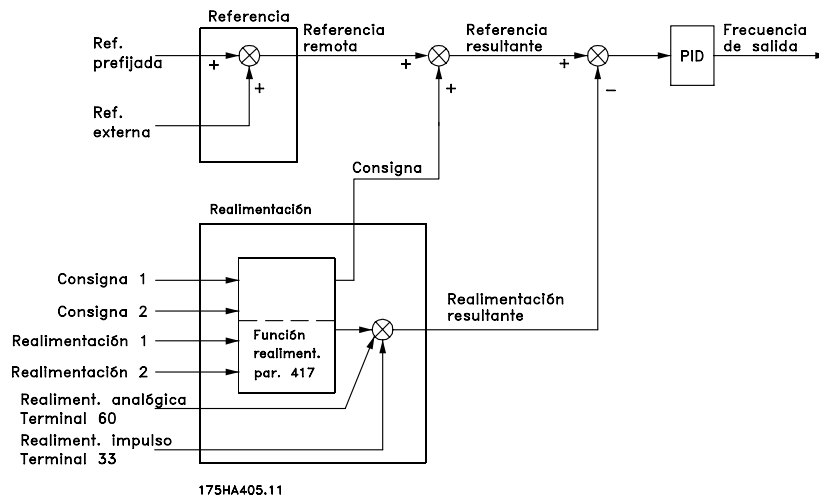 Referencia
Ref.
prefijada
+
+
Ref.
externa
Referencia
remota
+
+
Referencia
resultante
+
−
PID
Frecuencia
de salida
Consigna
Realimentación
Consigna 1
Consigna 2
Realimentación 1
Realimentación 2
Función
realiment.
par. 417
Realimentación
resultante
Realiment. analógica
Terminal 60
Realiment. impulso
Terminal 33
175HA405.11